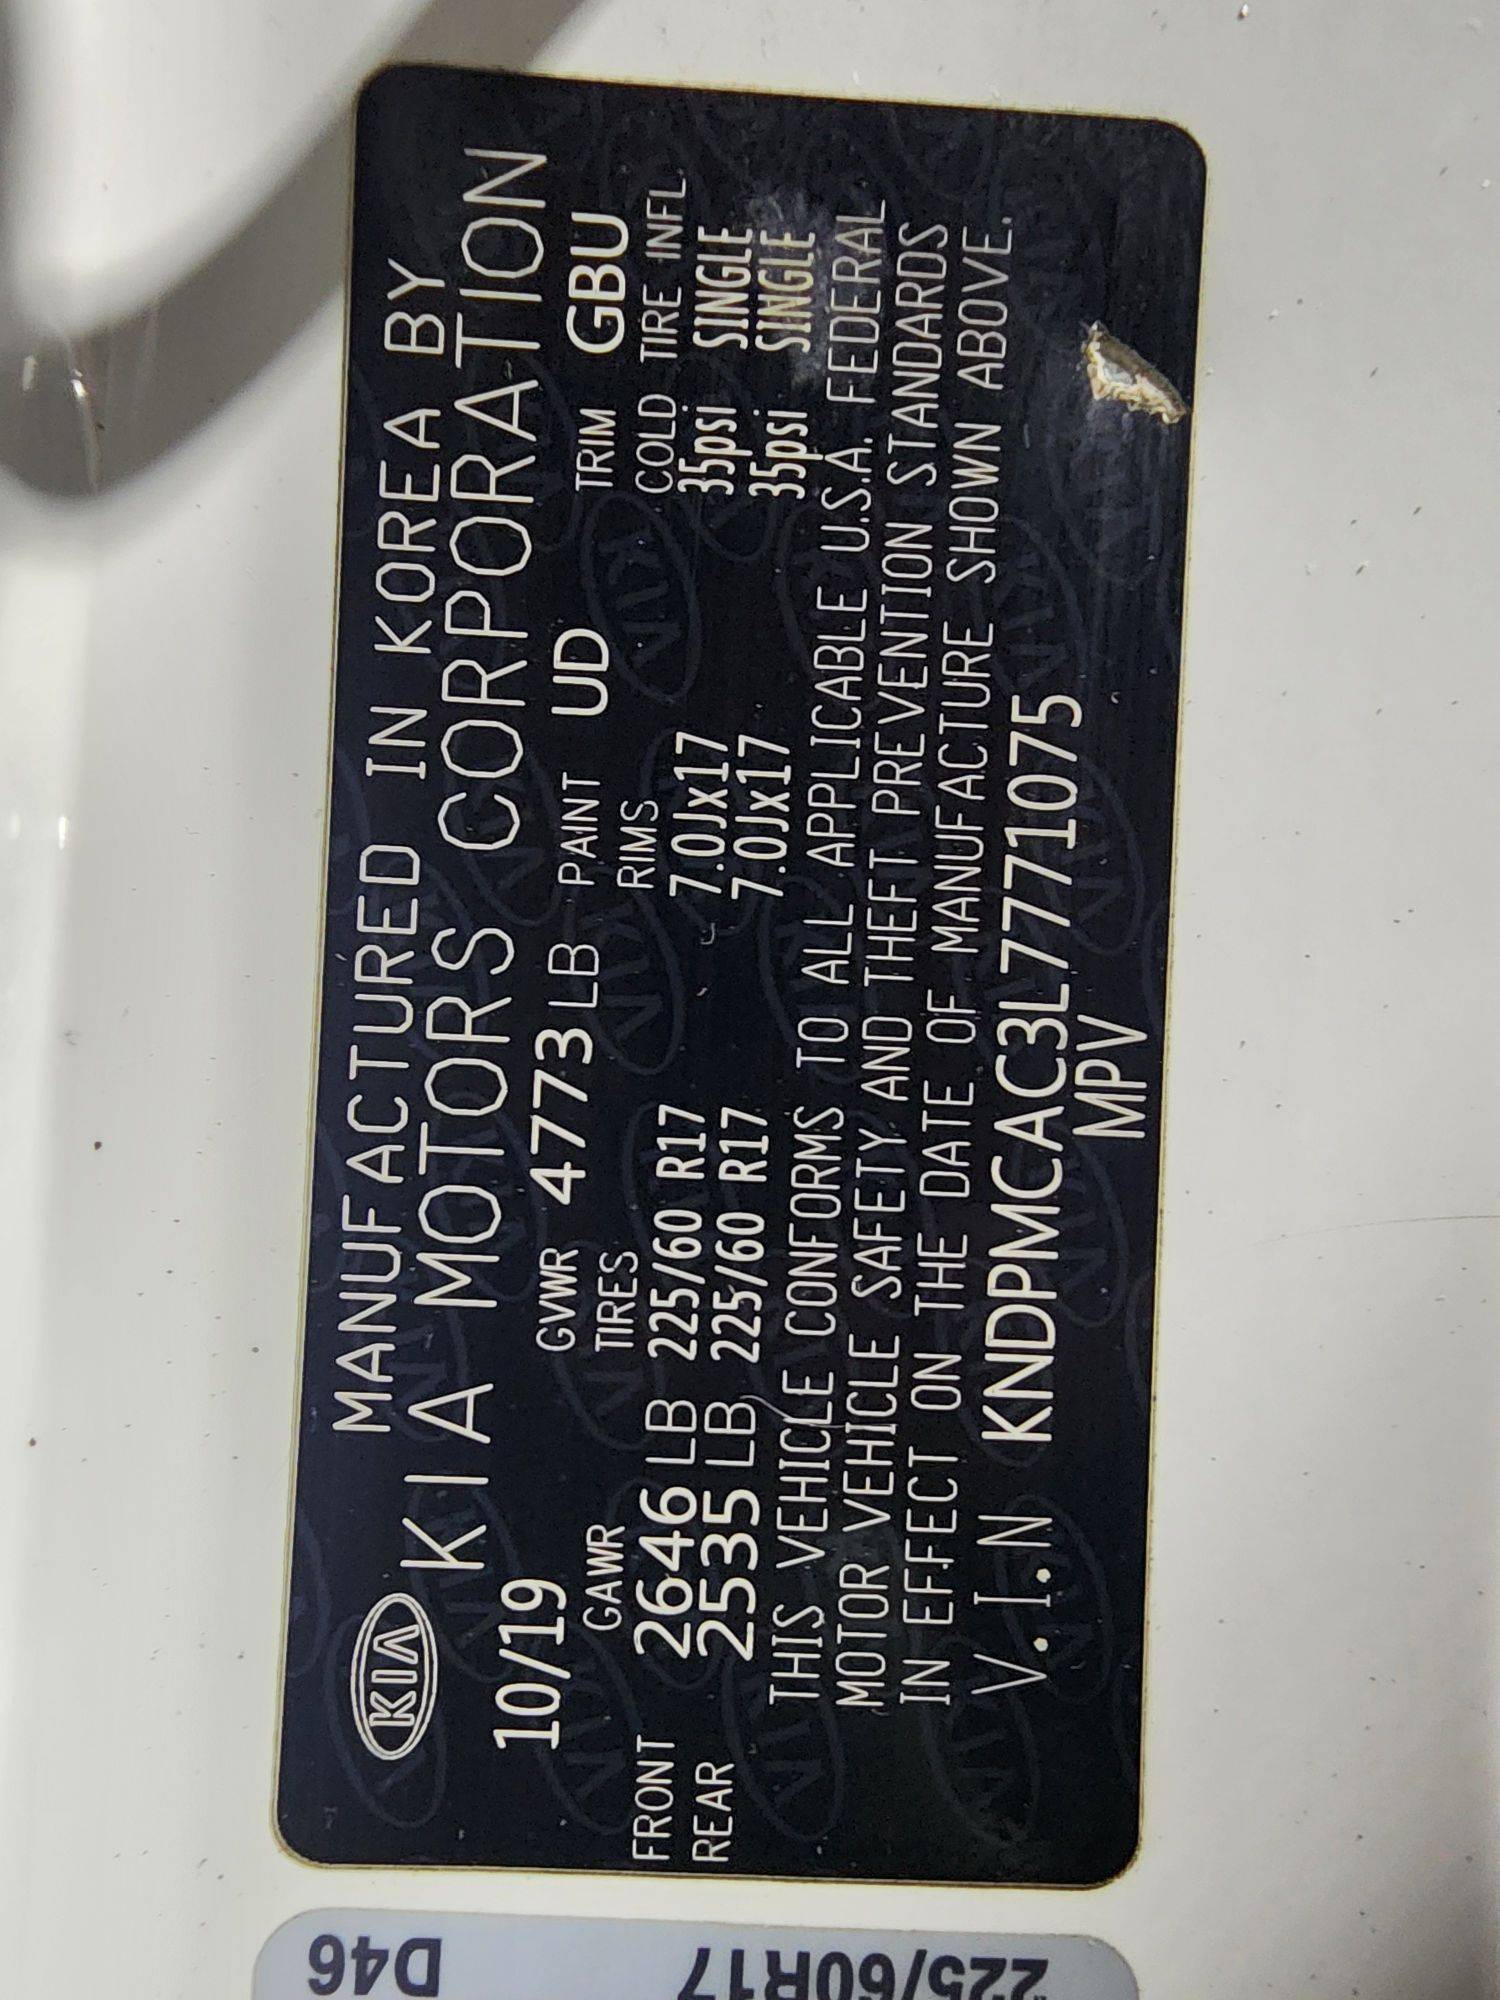 KIA MANUFACTURED IN KOREA BY
KIA MOTORS CORPORATION
10/19 GVWR 4773 LB PAINT UD TRIM GBU
GAWR TIRES RIMS COLD TIRE INFL.
FRONT 2646 LB 225/60 R17 7.0Jx17 35psi SINGLE
REAR 2535 LB 225/60 R17 7.0Jx17 35psi SINGLE
THIS VEHICLE CONFORMS TO ALL APPLICABLE U.S.A. FEDERAL
MOTOR VEHICLE SAFETY AND THEFT PREVENTION STANDARDS
IN EFFECT ON THE DATE OF MANUFACTURE SHOWN ABOVE.
V.I.N KNDPMCAC3L7771075
MPV
D46
225/60R17